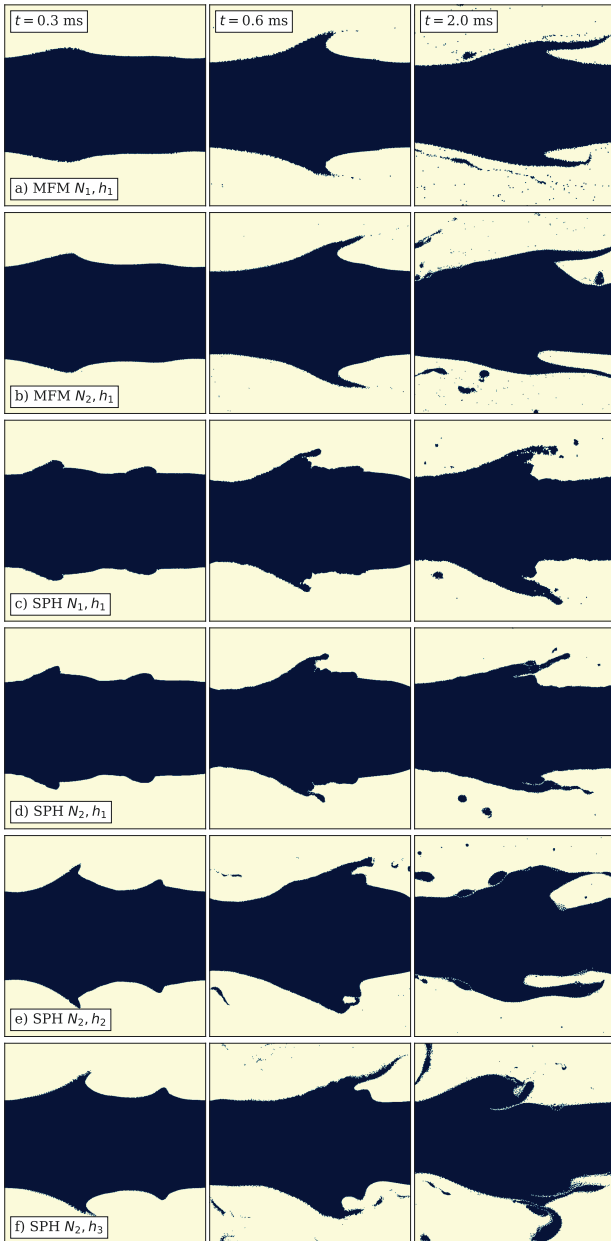 t = 0.3 ms
t = 0.6 ms
t = 2.0 ms
a) MFM N₁, h₁
b) MFM N₂, h₁
c) SPH N₁, h₁
d) SPH N₂, h₁
e) SPH N₂, h₂
f) SPH N₂, h₃